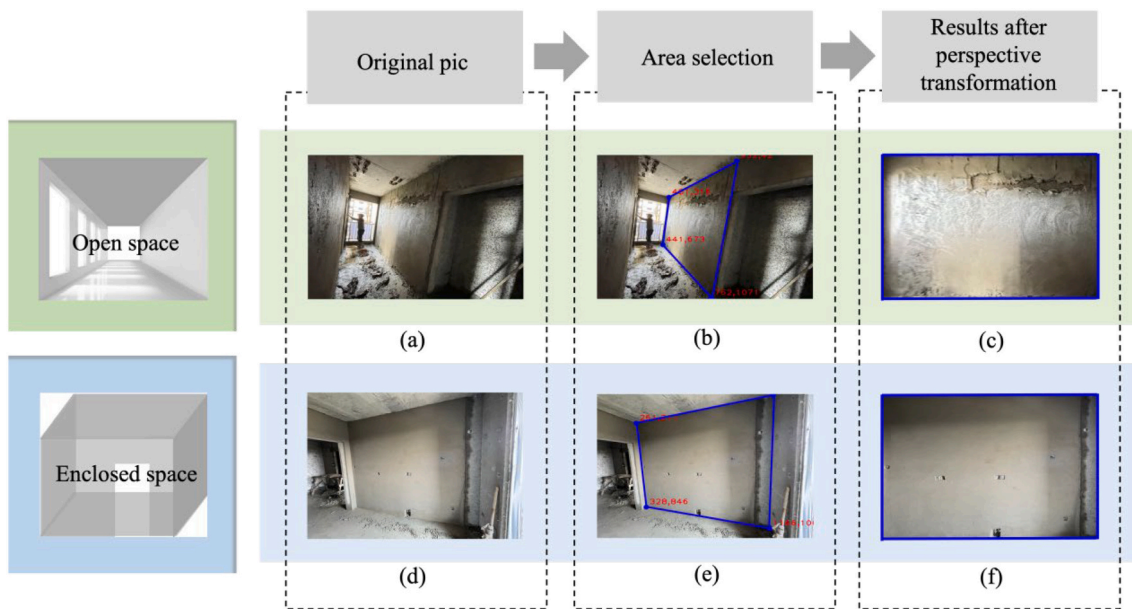 Original pic
Area selection
Results after
perspective
transformation
Open space
441,673
(a)
(b)
(c)
Enclosed space
328,846
(d)
(e)
(f)